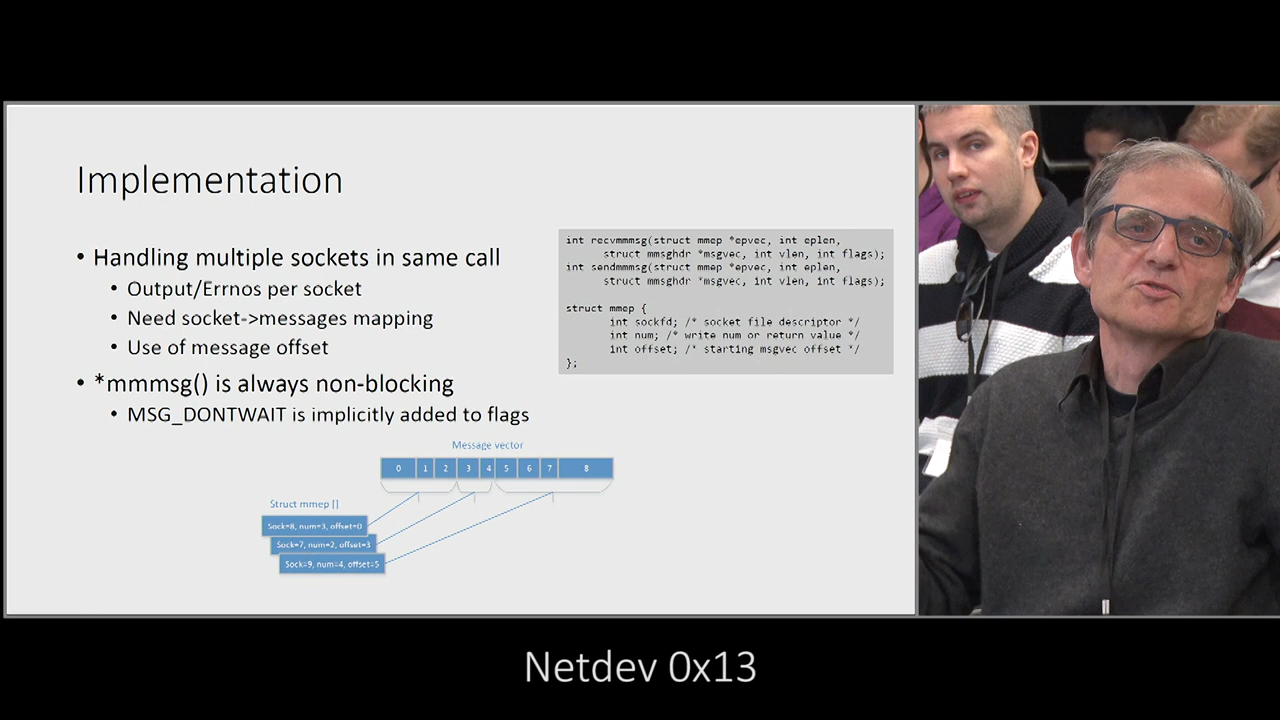 Implementation
• Handling multiple sockets in same call
• Output/Errnos per socket
• Need socket->messages mapping
• Use of message offset
• *mmmsg() is always non-blocking
• MSG_DONTWAIT is implicitly added to flags
int recvmmmsg(struct mmep *epvec, int eplen,
struct mmsghdr *msgvec, int vlen, int flags);
int sendmmmsg(struct mmep *epvec, int eplen,
struct mmsghdr *msgvec, int vlen, int flags);
struct mmep {
int sockfd; /* socket file descriptor */
int num; /* write num or return value */
int offset; /* starting msgvec offset */
};
Message vector
0 1 2 3 4 5 6 7 8
Struct mmep []
Sock=8, num=3, offset=0
Sock=7, num=2, offset=3
Sock=9, num=4, offset=5
Netdev 0x13